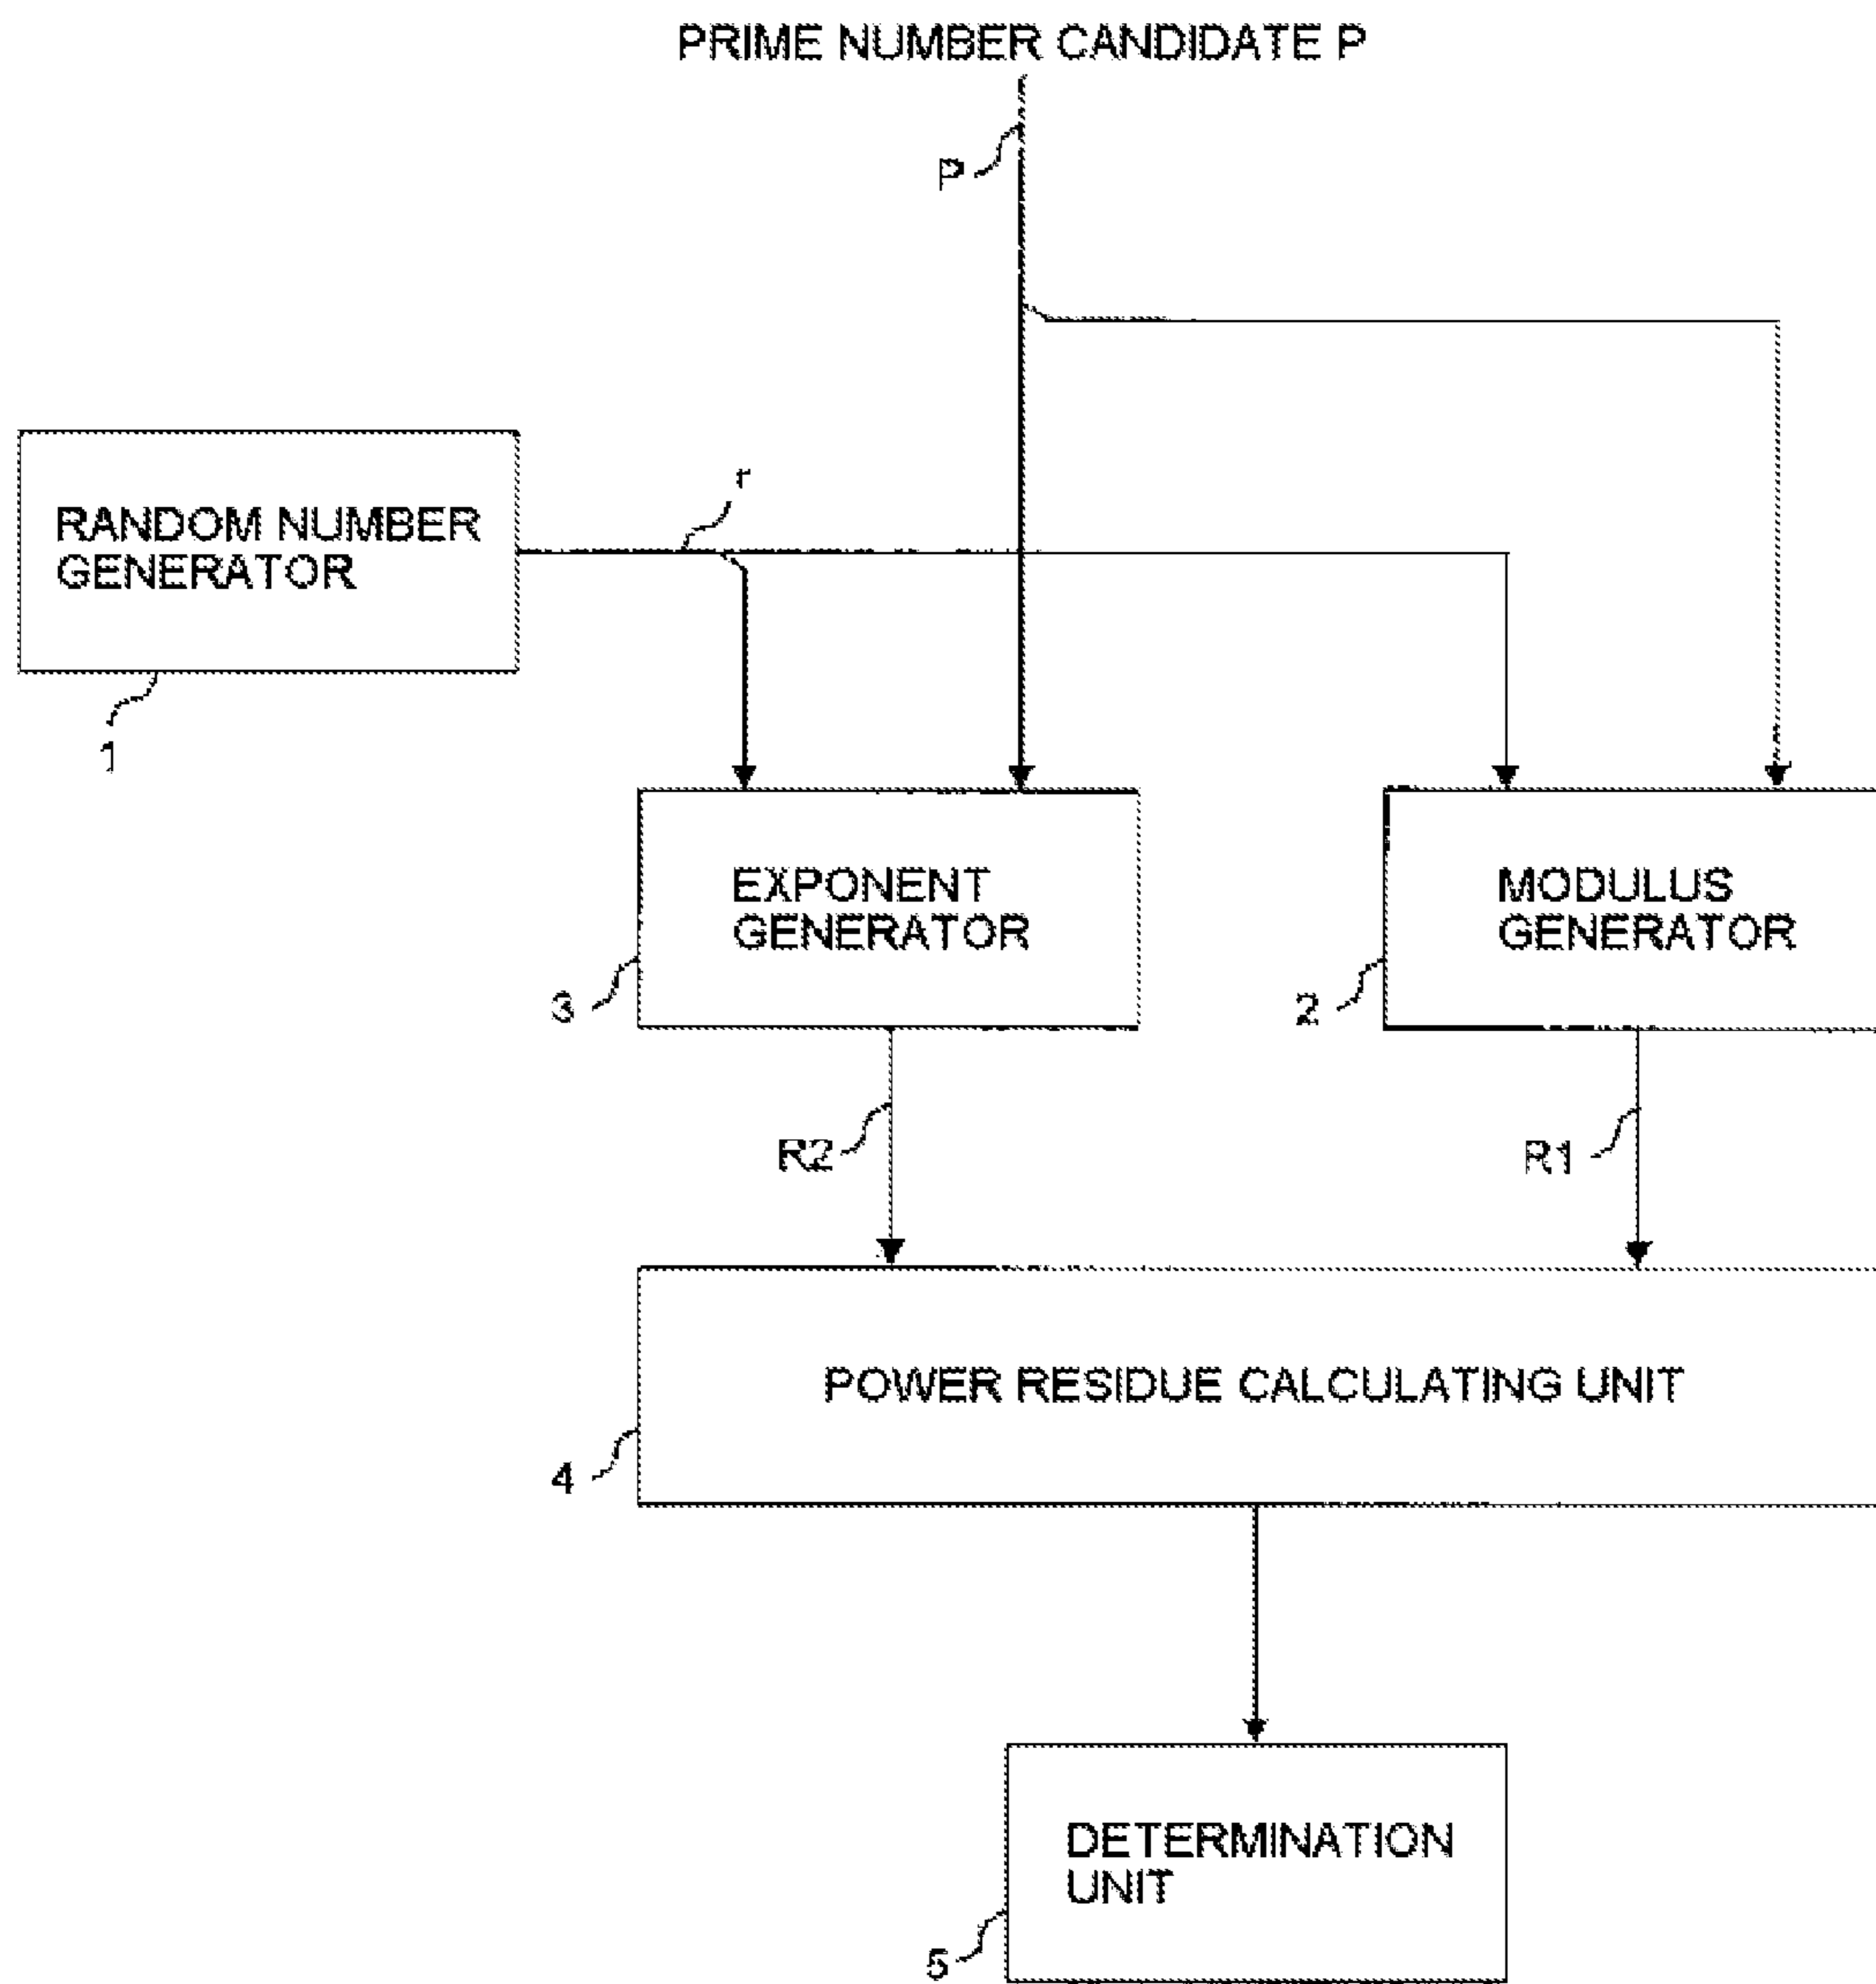 PRIME NUMBER CANDIDATE P
P
r
RANDOM NUMBER
GENERATOR
1
EXPONENT
GENERATOR
3
MODULUS
GENERATOR
2
R2
R1
POWER RESIDUE CALCULATING UNIT
4
DETERMINATION
UNIT
5